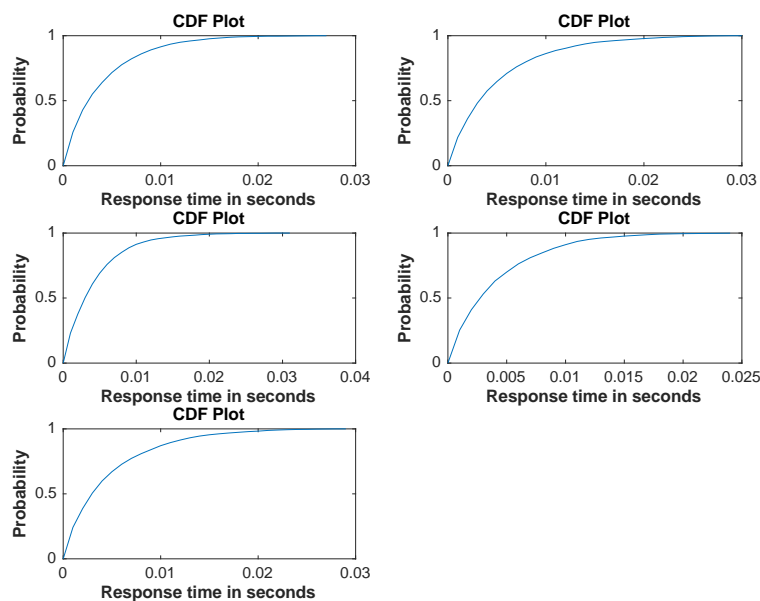 CDF Plot
Probability
1
0.5
0
0 0.01 0.02 0.03
Response time in seconds
CDF Plot
Probability
1
0.5
0
0 0.01 0.02 0.03
Response time in seconds
CDF Plot
Probability
1
0.5
0
0 0.01 0.02 0.03 0.04
Response time in seconds
CDF Plot
Probability
1
0.5
0
0 0.005 0.01 0.015 0.02 0.025
Response time in seconds
CDF Plot
Probability
1
0.5
0
0 0.01 0.02 0.03
Response time in seconds